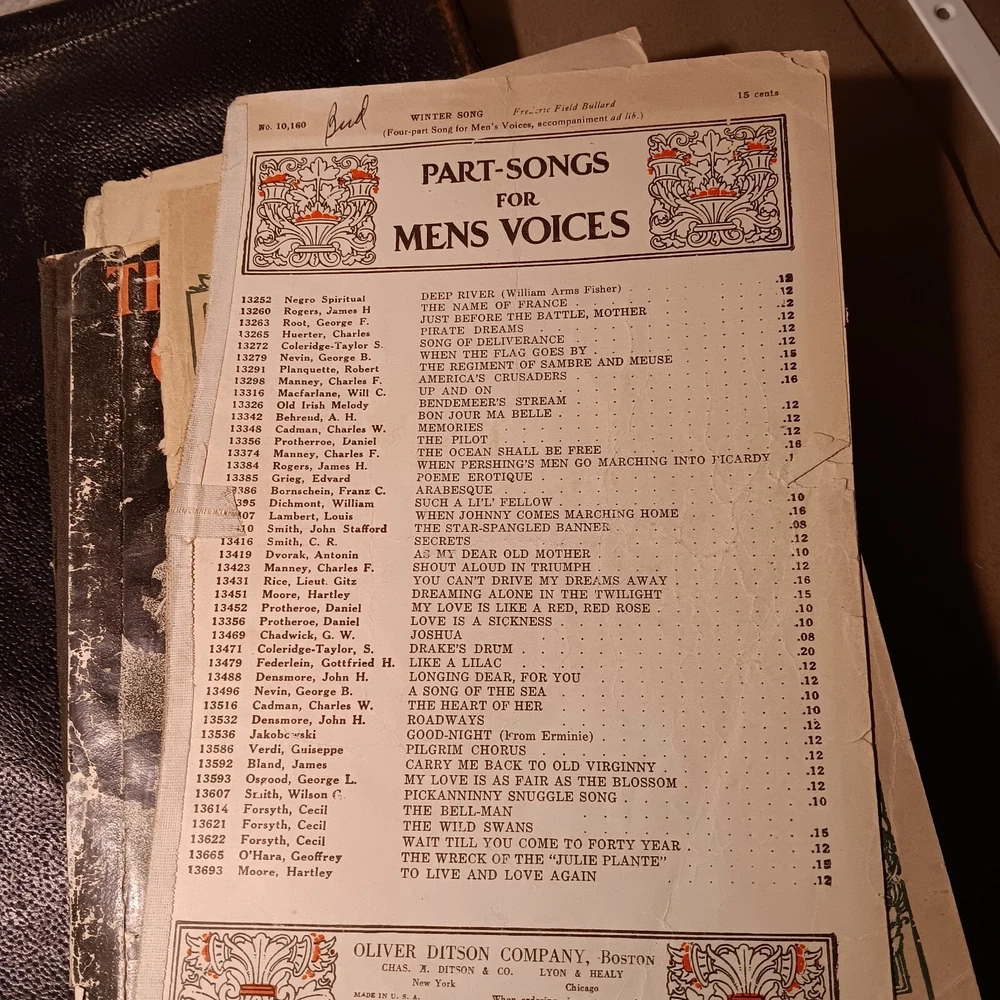 No. 10,160 Bud WINTER SONG Frederic Field Bullard 15 cents
(Four-part Song for Men's Voices, accompaniment ad lib.)
PART-SONGS
FOR
MENS VOICES
13252 Negro Spiritual DEEP RIVER (William Arms Fisher) .12
13260 Rogers, James H THE NAME OF FRANCE .12
13263 Root, George F. JUST BEFORE THE BATTLE, MOTHER .12
13265 Huerter, Charles PIRATE DREAMS .12
13272 Coleridge-Taylor S. SONG OF DELIVERANCE .12
13279 Nevin, George B. WHEN THE FLAG GOES BY .12
13291 Planquette, Robert THE REGIMENT OF SAMBRE AND MEUSE .15
13298 Manney, Charles F. AMERICA'S CRUSADERS .12
13316 Macfarlane, Will C. UP AND ON .16
13326 Old Irish Melody BENDEMEER'S STREAM
13342 Behrend, A. H. BON JOUR MA BELLE .12
13348 Cadman, Charles W. MEMORIES .12
13356 Protherroe, Daniel THE PILOT .12
13374 Manney, Charles F. THE OCEAN SHALL BE FREE .16
13384 Rogers, James H. WHEN PERSHING'S MEN GO MARCHING INTO PICARDY .1
13385 Grieg, Edvard POEME EROTIQUE
386 Bornschein, Franz C. ARABESQUE
395 Dichmont, William SUCH A LI'L' FELLOW .10
407 Lambert, Louis WHEN JOHNNY COMES MARCHING HOME .16
10 Smith, John Stafford THE STAR-SPANGLED BANNER .08
13416 Smith, C. R. SECRETS .12
13419 Dvorak, Antonin AS MY DEAR OLD MOTHER .10
13423 Manney, Charles F. SHOUT ALOUD IN TRIUMPH .12
13431 Rice, Lieut. Gitz YOU CAN'T DRIVE MY DREAMS AWAY .16
13451 Moore, Hartley DREAMING ALONE IN THE TWILIGHT .15
13452 Protheroe, Daniel MY LOVE IS LIKE A RED, RED ROSE .10
13356 Protheroe, Daniel LOVE IS A SICKNESS .10
13469 Chadwick, G. W. JOSHUA .08
13471 Coleridge-Taylor, S. DRAKE'S DRUM .20
13479 Federlein, Gottfried H. LIKE A LILAC .12
13488 Densmore, John H. LONGING DEAR, FOR YOU .12
13496 Nevin, George B. A SONG OF THE SEA .10
13516 Cadman, Charles W. THE HEART OF HER .10
13532 Densmore, John H. ROADWAYS .12
13536 Jakobowski GOOD-NIGHT (From Erminie) .12
13586 Verdi, Guiseppe PILGRIM CHORUS .12
13592 Bland, James CARRY ME BACK TO OLD VIRGINNY .12
13593 Osgood, George L. MY LOVE IS AS FAIR AS THE BLOSSOM .12
13607 Smith, Wilson G. PICKANNINNY SNUGGLE SONG .10
13614 Forsyth, Cecil THE BELL-MAN
13621 Forsyth, Cecil THE WILD SWANS .15
13622 Forsyth, Cecil WAIT TILL YOU COME TO FORTY YEAR .12
13665 O'Hara, Geoffrey THE WRECK OF THE "JULIE PLANTE" .15
13693 Moore, Hartley TO LIVE AND LOVE AGAIN .12
OLIVER DITSON COMPANY, BOSTON
CHAS. H. DITSON & CO. LYON & HEALY
New York Chicago
MADE IN U. S. A.